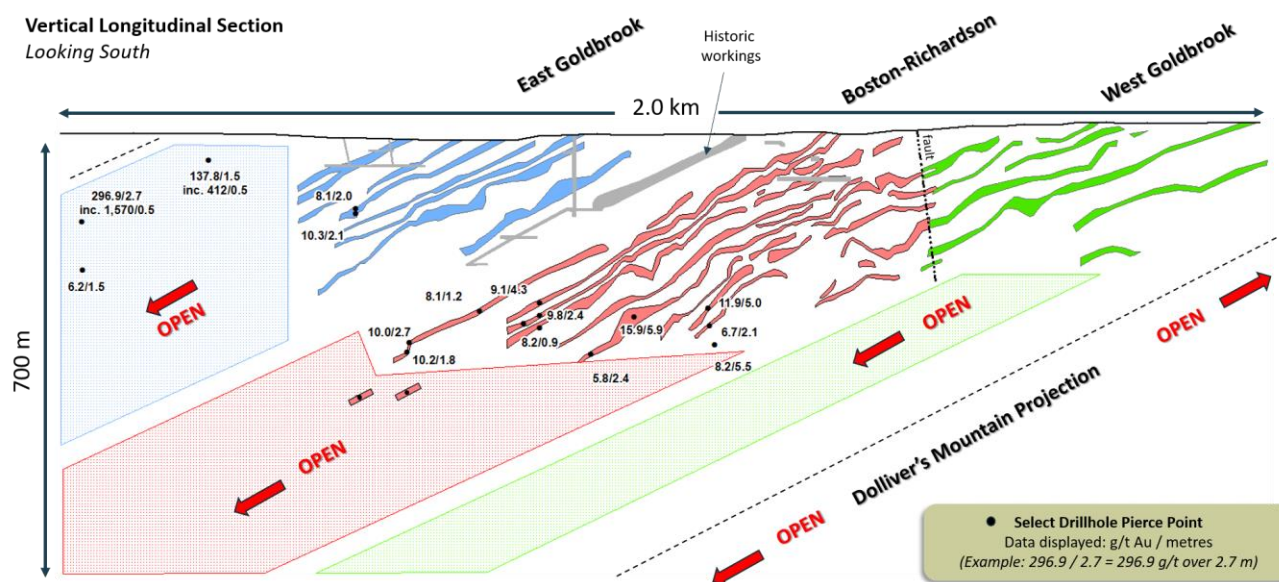 Vertical Longitudinal Section
Looking South
East Goldbrook
Historic
workings
Boston-Richardson
West Goldbrook
2.0 km
700 m
fault
137.8/1.5
inc. 412/0.5
296.9/2.7
inc. 1,570/0.5
6.2/1.5
OPEN
8.1/2.0
10.3/2.1
8.1/1.2
9.1/4.3
9.8/2.4
8.2/0.9
10.0/2.7
10.2/1.8
15.9/5.9
11.9/5.0
6.7/2.1
8.2/5.5
5.8/2.4
OPEN
OPEN
OPEN
Dolliver's Mountain Projection
OPEN
Select Drillhole Pierce Point
Data displayed: g/t Au / metres
(Example: 296.9 / 2.7 = 296.9 g/t over 2.7 m)